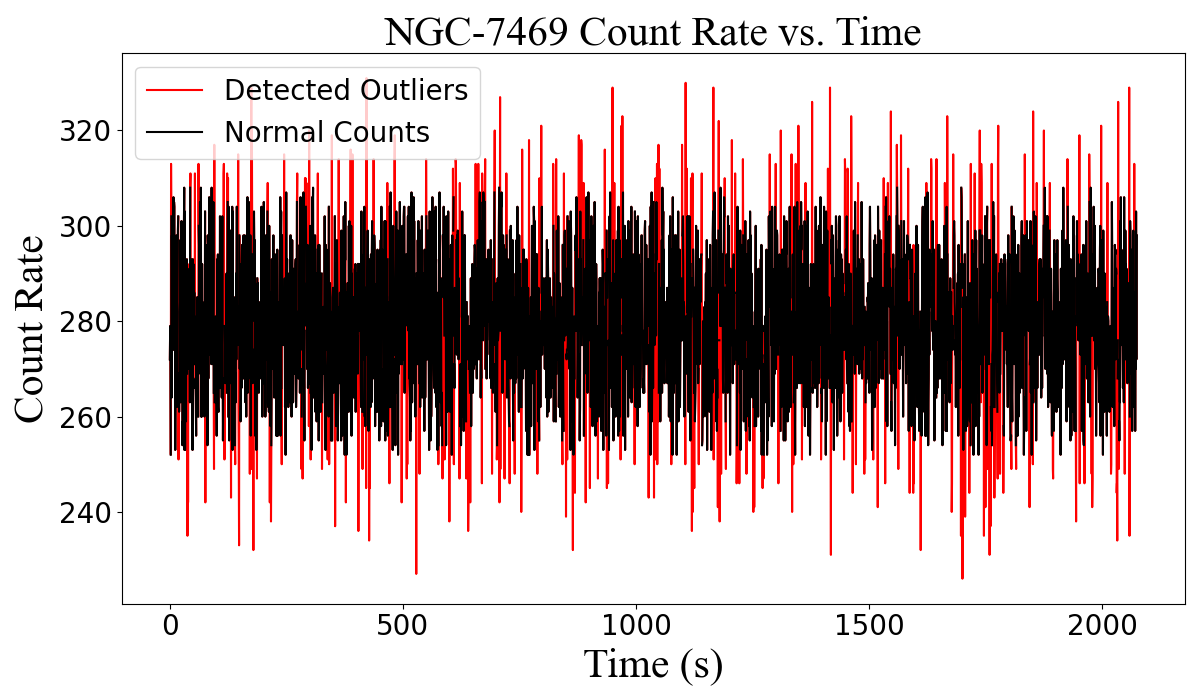 NGC-7469 Count Rate vs. Time
Detected Outliers
Normal Counts
Count Rate
320
300
280
260
240
0 500 1000 1500 2000
Time (s)